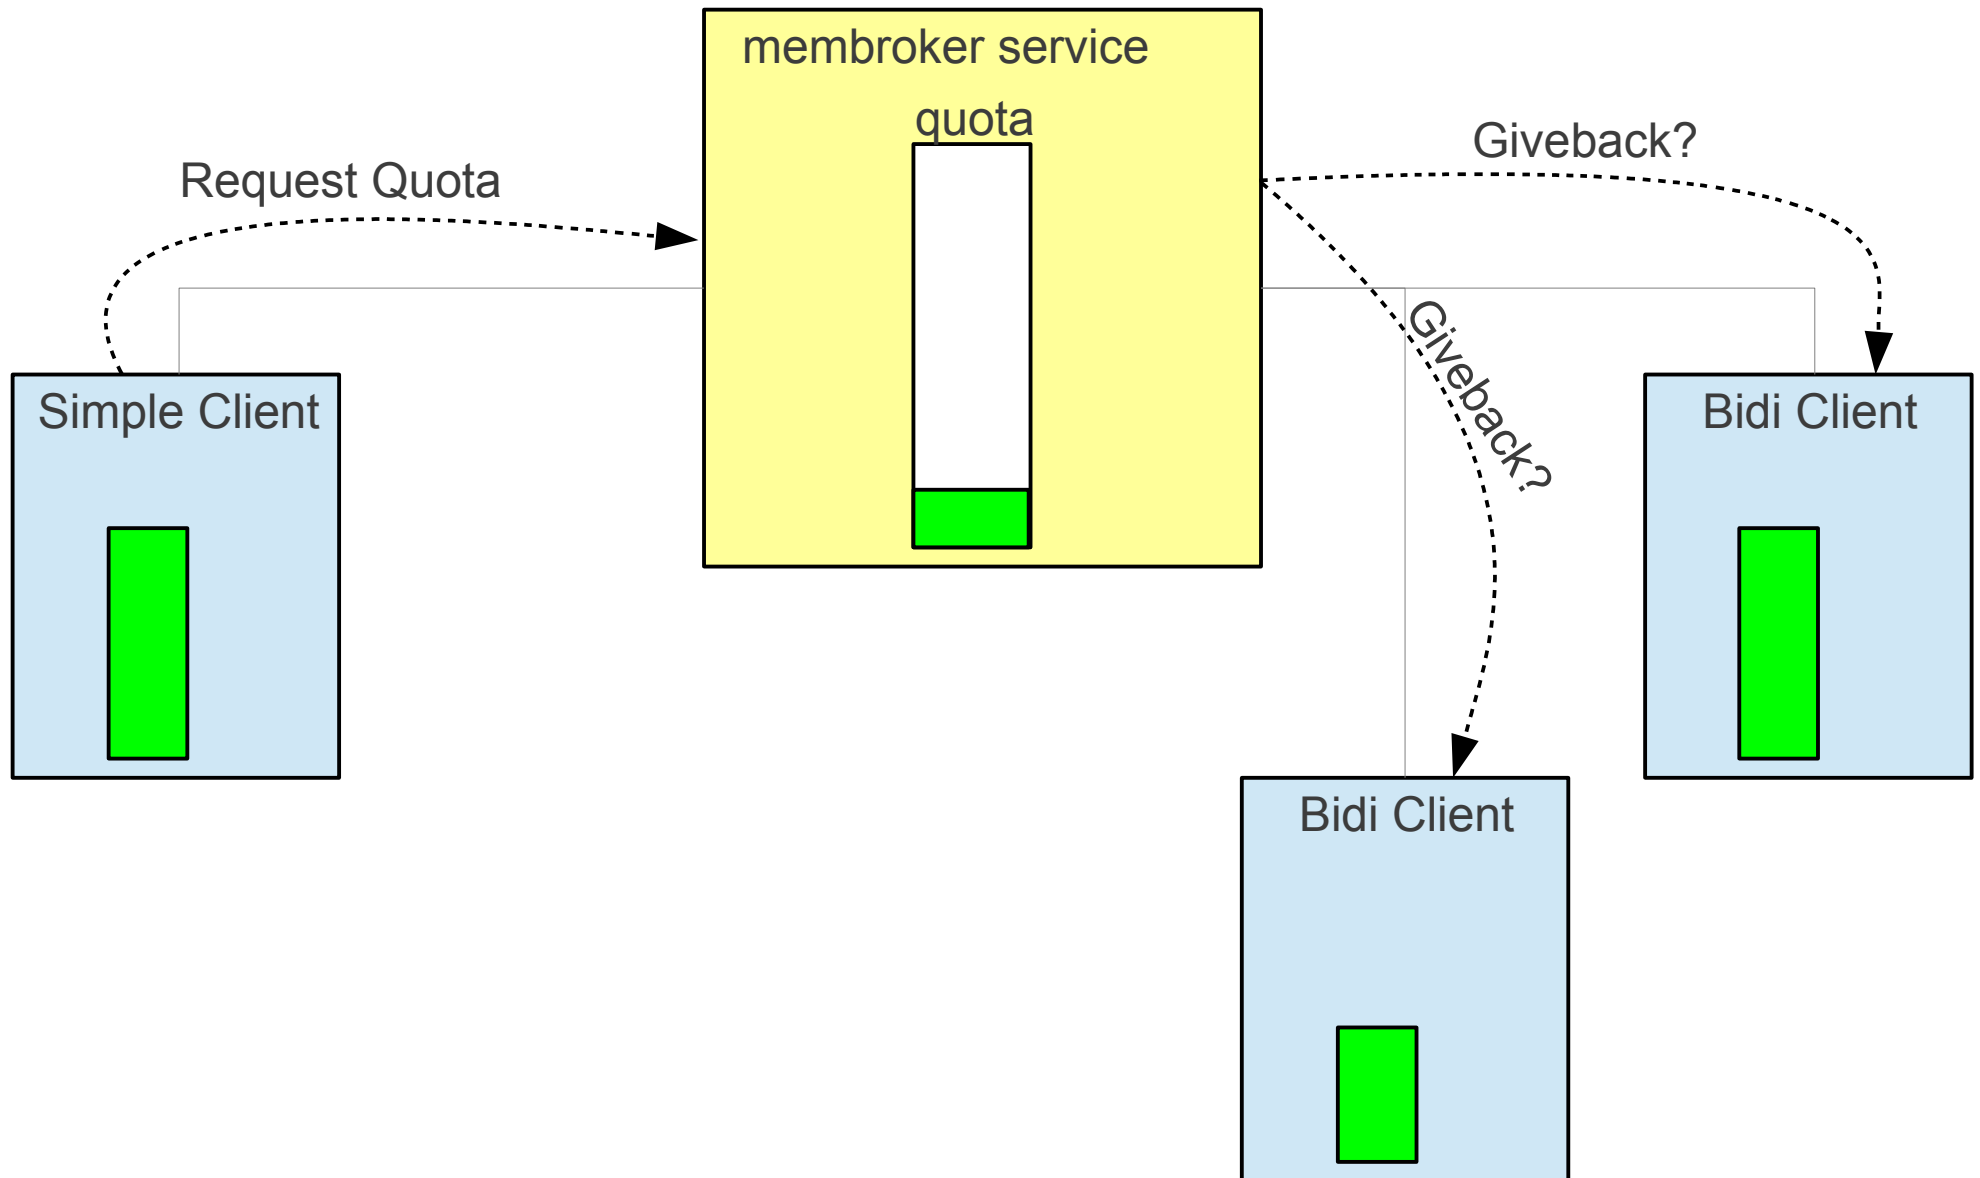 membroker service
quota
Request Quota
Giveback?
Giveback?
Simple Client
Bidi Client
Bidi Client